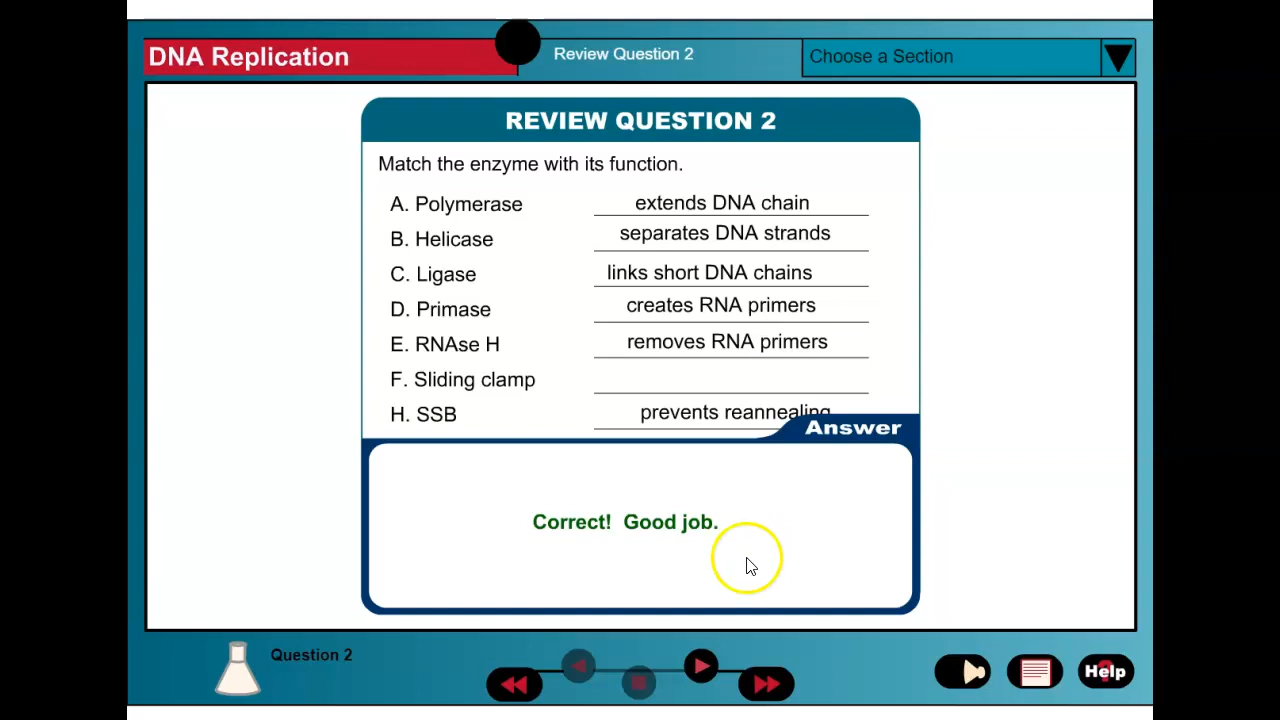 DNA Replication
Review Question 2
Choose a Section
REVIEW QUESTION 2
Match the enzyme with its function.
A. Polymerase extends DNA chain
B. Helicase separates DNA strands
C. Ligase links short DNA chains
D. Primase creates RNA primers
E. RNAse H removes RNA primers
F. Sliding clamp
H. SSB prevents reannealing
Answer
Correct! Good job.
Question 2
Help